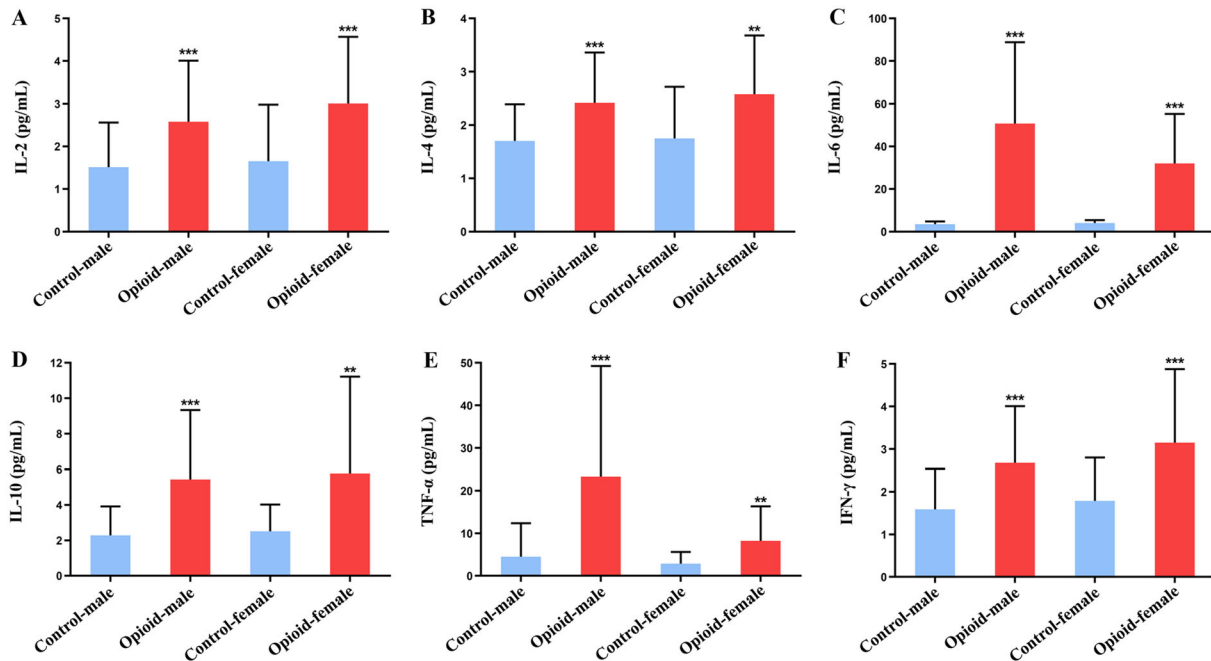 A
IL-2 (pg/mL)
5
4
3
2
1
0
***
***
Control-male
Opioid-male
Control-female
Opioid-female
B
IL-4 (pg/mL)
4
3
2
1
0
***
**
Control-male
Opioid-male
Control-female
Opioid-female
C
IL-6 (pg/mL)
100
80
60
40
20
0
***
***
Control-male
Opioid-male
Control-female
Opioid-female
D
IL-10 (pg/mL)
12
10
8
6
4
2
0
***
**
Control-male
Opioid-male
Control-female
Opioid-female
E
TNF-α (pg/mL)
50
40
30
20
10
0
***
**
Control-male
Opioid-male
Control-female
Opioid-female
F
IFN-γ (pg/mL)
5
4
3
2
1
0
***
***
Control-male
Opioid-male
Control-female
Opioid-female